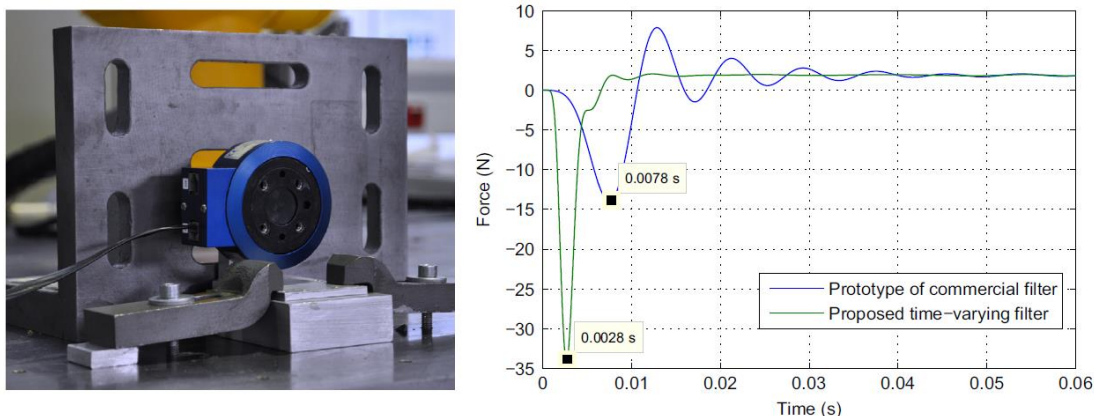 10
5
0
−5
−10
−15
−20
−25
−30
−35
Force (N)
0.0078 s
0.0028 s
Prototype of commercial filter
Proposed time−varying filter
0 0.01 0.02 0.03 0.04 0.05 0.06
Time (s)